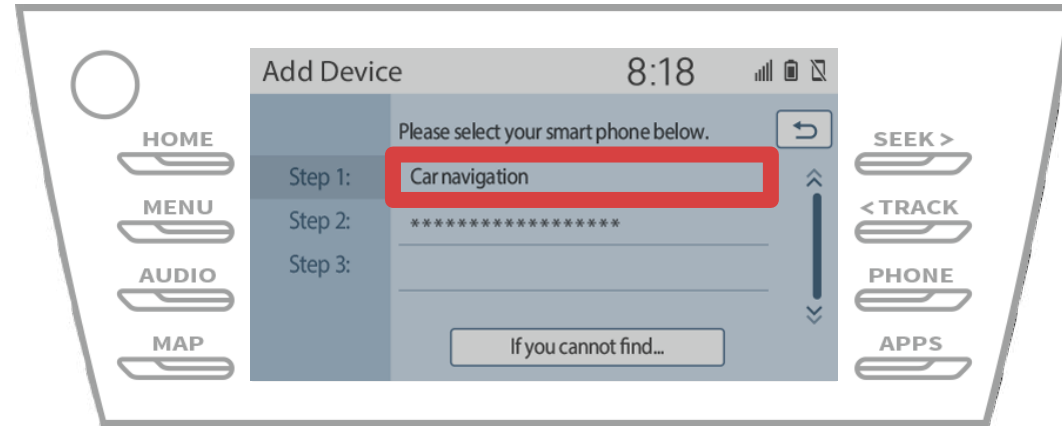 Add Device 8:18
HOME
MENU
AUDIO
MAP
Please select your smart phone below.
Step 1: Car navigation
Step 2: ******************
Step 3:
If you cannot find...
SEEK >
< TRACK
PHONE
APPS